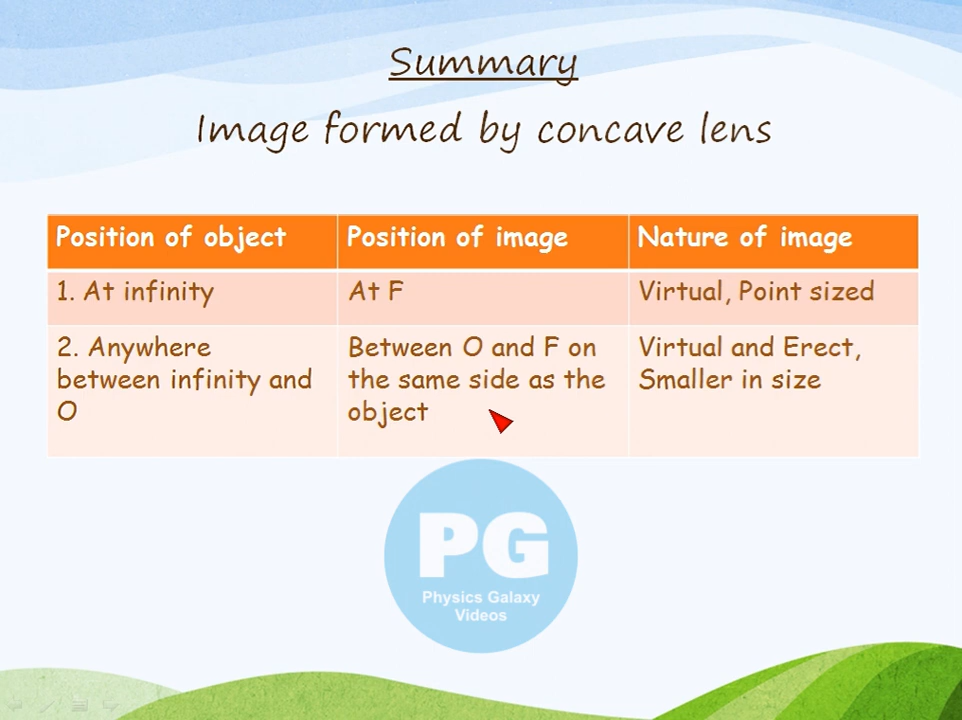 Summary
Image formed by concave lens
Position of object
Position of image
Nature of image
1. At infinity
At F
Virtual, Point sized
2. Anywhere
between infinity and
O
Between O and F on
the same side as the
object
Virtual and Erect,
Smaller in size
PG
Physics Galaxy
Videos